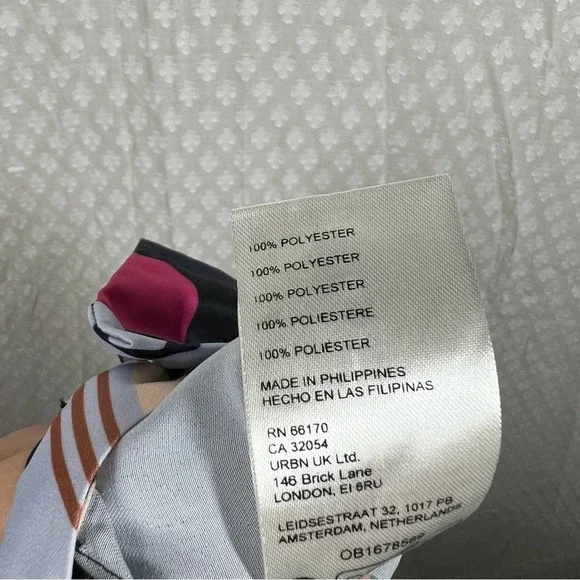 100% POLYESTER
100% POLYESTER
100% POLYESTER
100% POLIESTERE
100% POLIÉSTER
MADE IN PHILIPPINES
HECHO EN LAS FILIPINAS
RN 66170
CA 32054
URBN UK Ltd.
146 Brick Lane
LONDON, EI 6RU
LEIDSESTRAAT 32, 1017 PB
AMSTERDAM, NETHERLANDS